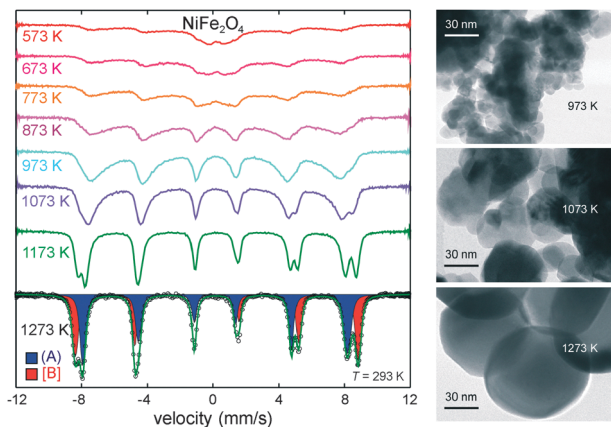 NiFe₂O₄
573 K
673 K
773 K
873 K
973 K
1073 K
1173 K
1273 K
(A)
[B]
T = 293 K
-12 -8 -4 0 4 8 12
velocity (mm/s)
30 nm
973 K
1073 K
30 nm
1273 K
30 nm